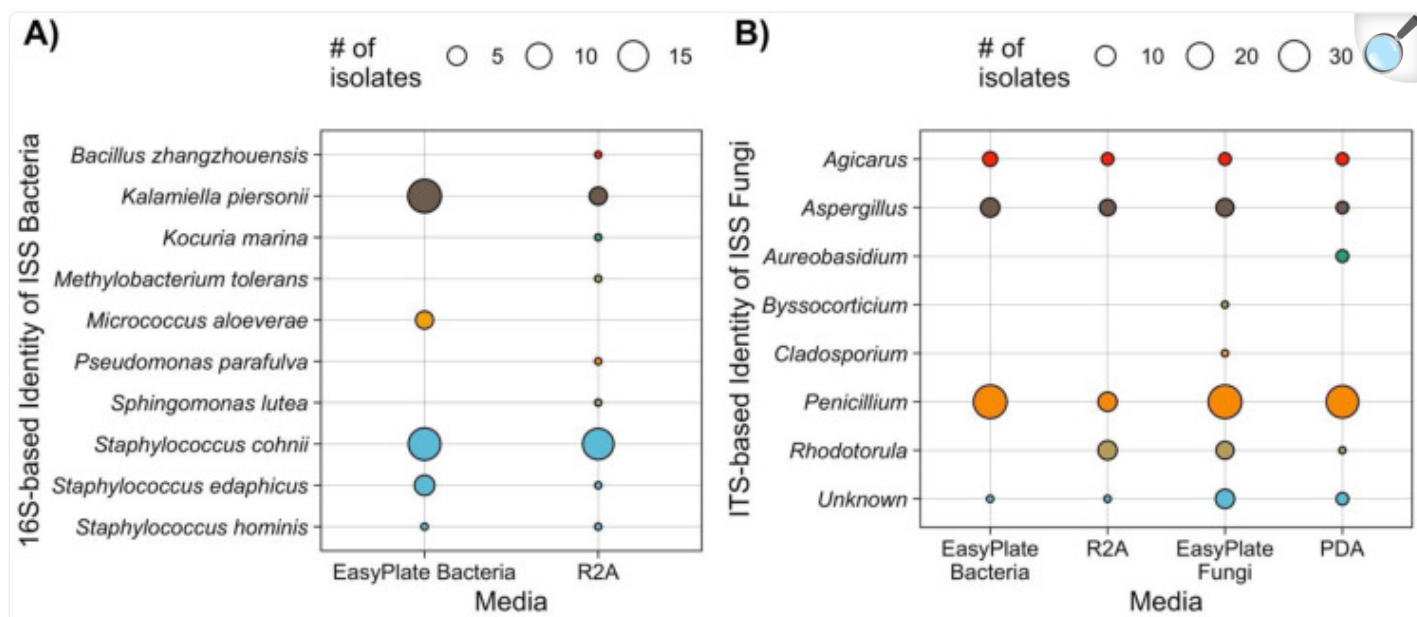 A)
# of
isolates
5
10
15
16S-based Identity of ISS Bacteria
Bacillus zhangzhouensis
Kalamiella piersonii
Kocuria marina
Methylobacterium tolerans
Micrococcus aloeverae
Pseudomonas parafulva
Sphingomonas lutea
Staphylococcus cohnii
Staphylococcus edaphicus
Staphylococcus hominis
EasyPlate Bacteria
R2A
Media
B)
# of
isolates
10
20
30
ITS-based Identity of ISS Fungi
Agicarus
Aspergillus
Aureobasidium
Byssocorticium
Cladosporium
Penicillium
Rhodotorula
Unknown
EasyPlate
Bacteria
R2A
EasyPlate
Fungi
PDA
Media